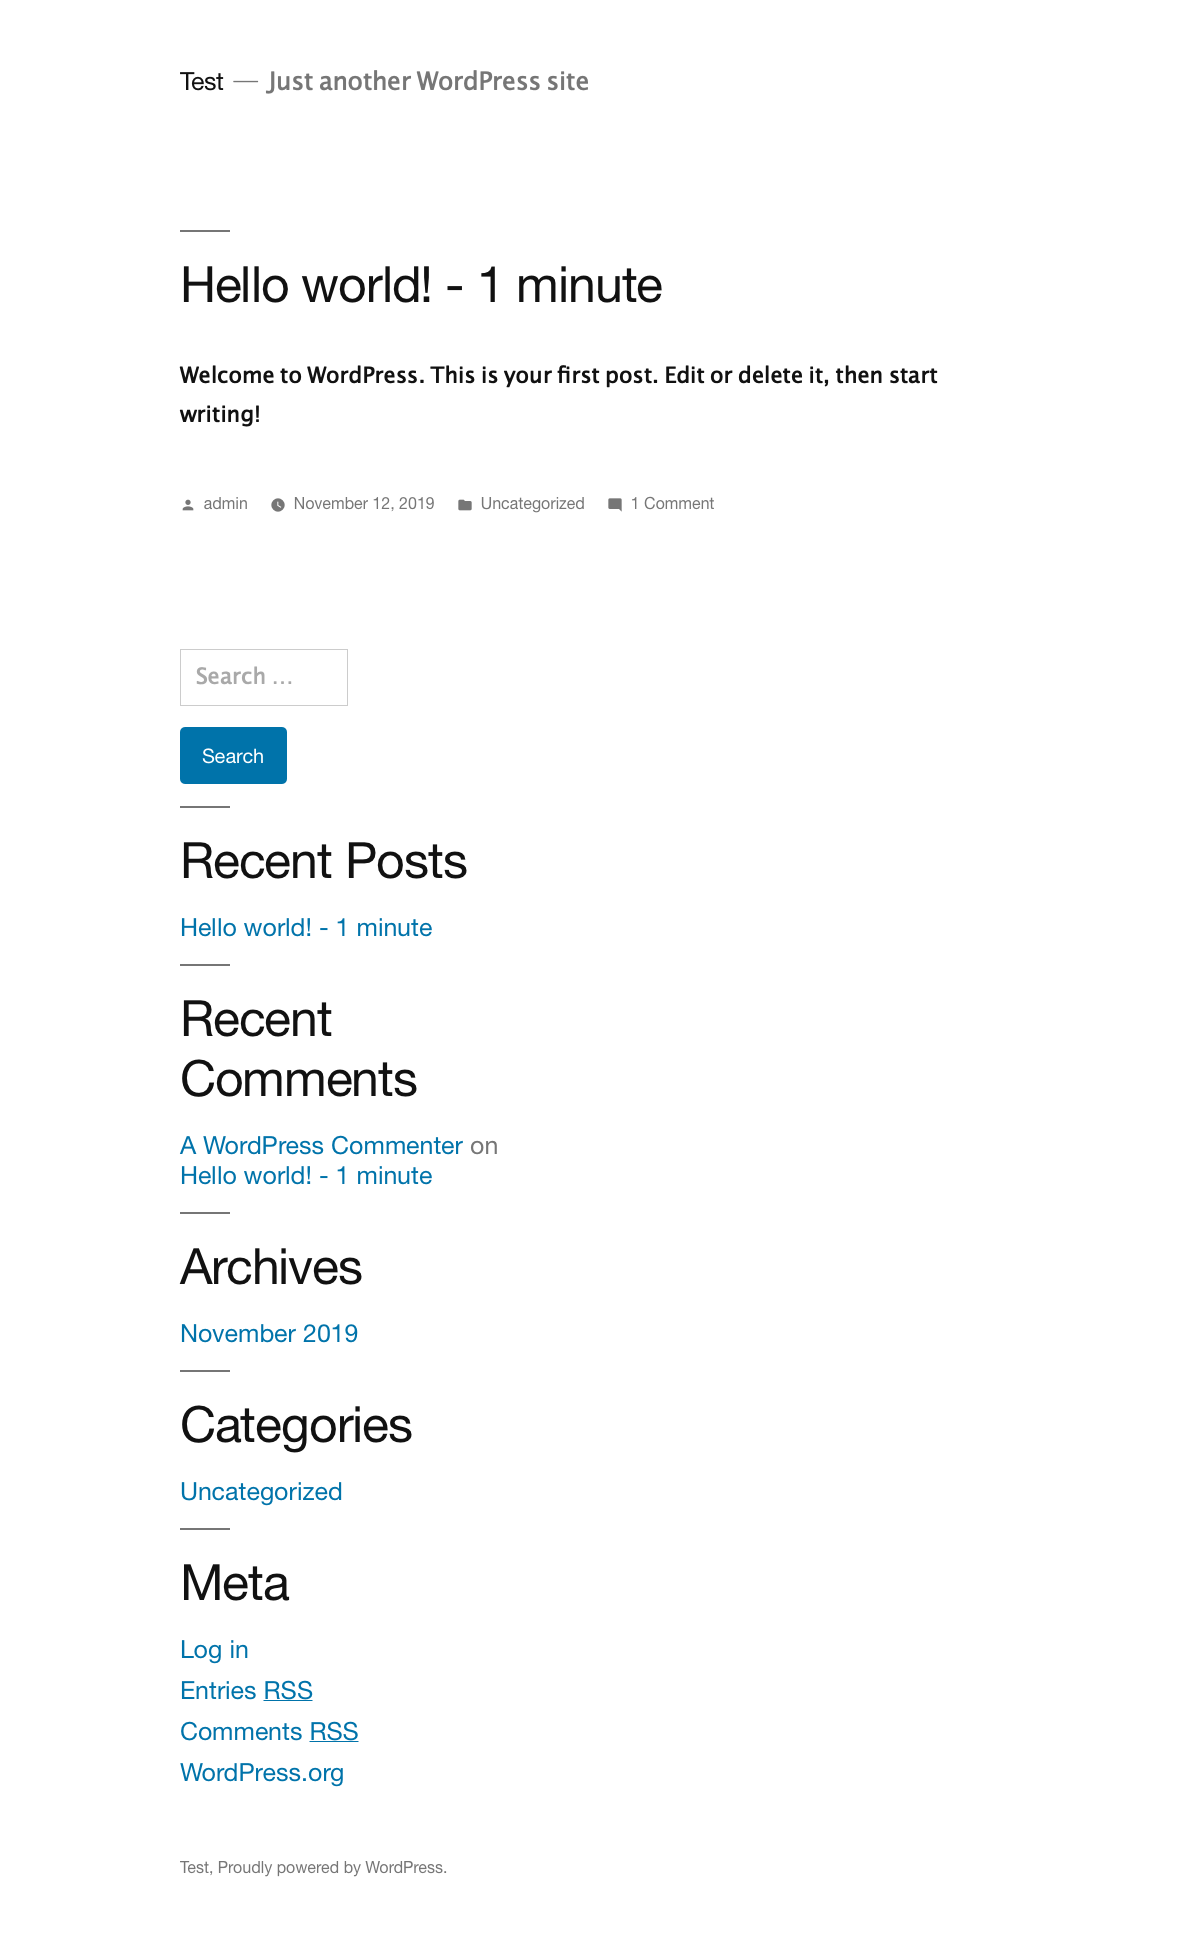 Test — Just another WordPress site
Hello world! - 1 minute
Welcome to WordPress. This is your first post. Edit or delete it, then start
writing!
admin November 12, 2019 Uncategorized 1 Comment
Search …
Search
Recent Posts
Hello world! - 1 minute
Recent
Comments
A WordPress Commenter on
Hello world! - 1 minute
Archives
November 2019
Categories
Uncategorized
Meta
Log in
Entries RSS
Comments RSS
WordPress.org
Test, Proudly powered by WordPress.